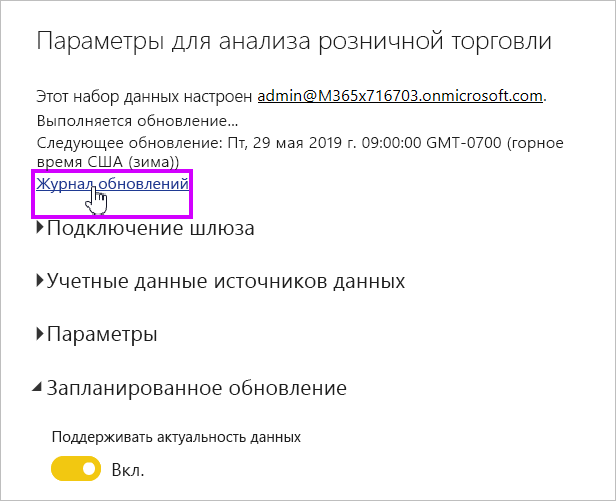 Параметры для анализа розничной торговли
Этот набор данных настроен admin@M365x716703.onmicrosoft.com.
Выполняется обновление...
Следующее обновление: Пт, 29 мая 2019 г. 09:00:00 GMT-0700 (горное
время США (зима))
Журнал обновлений
Подключение шлюза
Учетные данные источников данных
Параметры
Запланированное обновление
Поддерживать актуальность данных
Вкл.